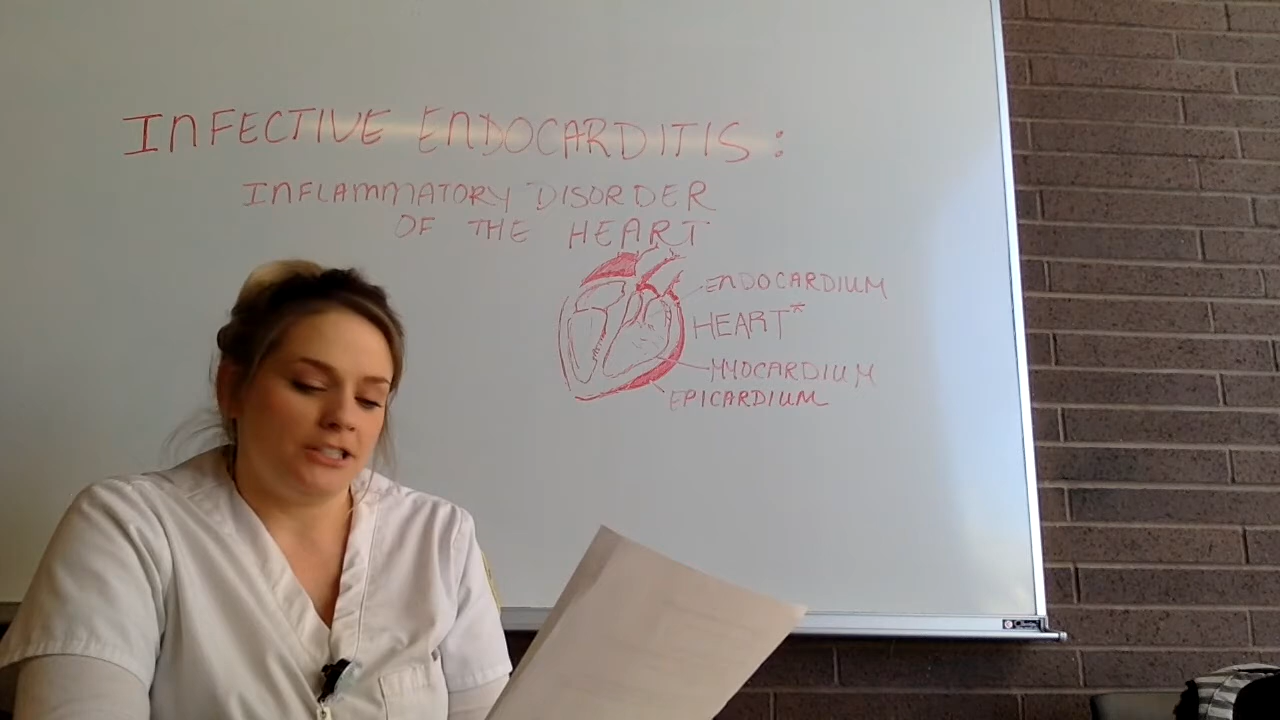 INFECTIVE ENDOCARDITIS:
INFLAMMATORY DISORDER
OF THE HEART
ENDOCARDIUM
HEART*
MYOCARDIUM
EPICARDIUM